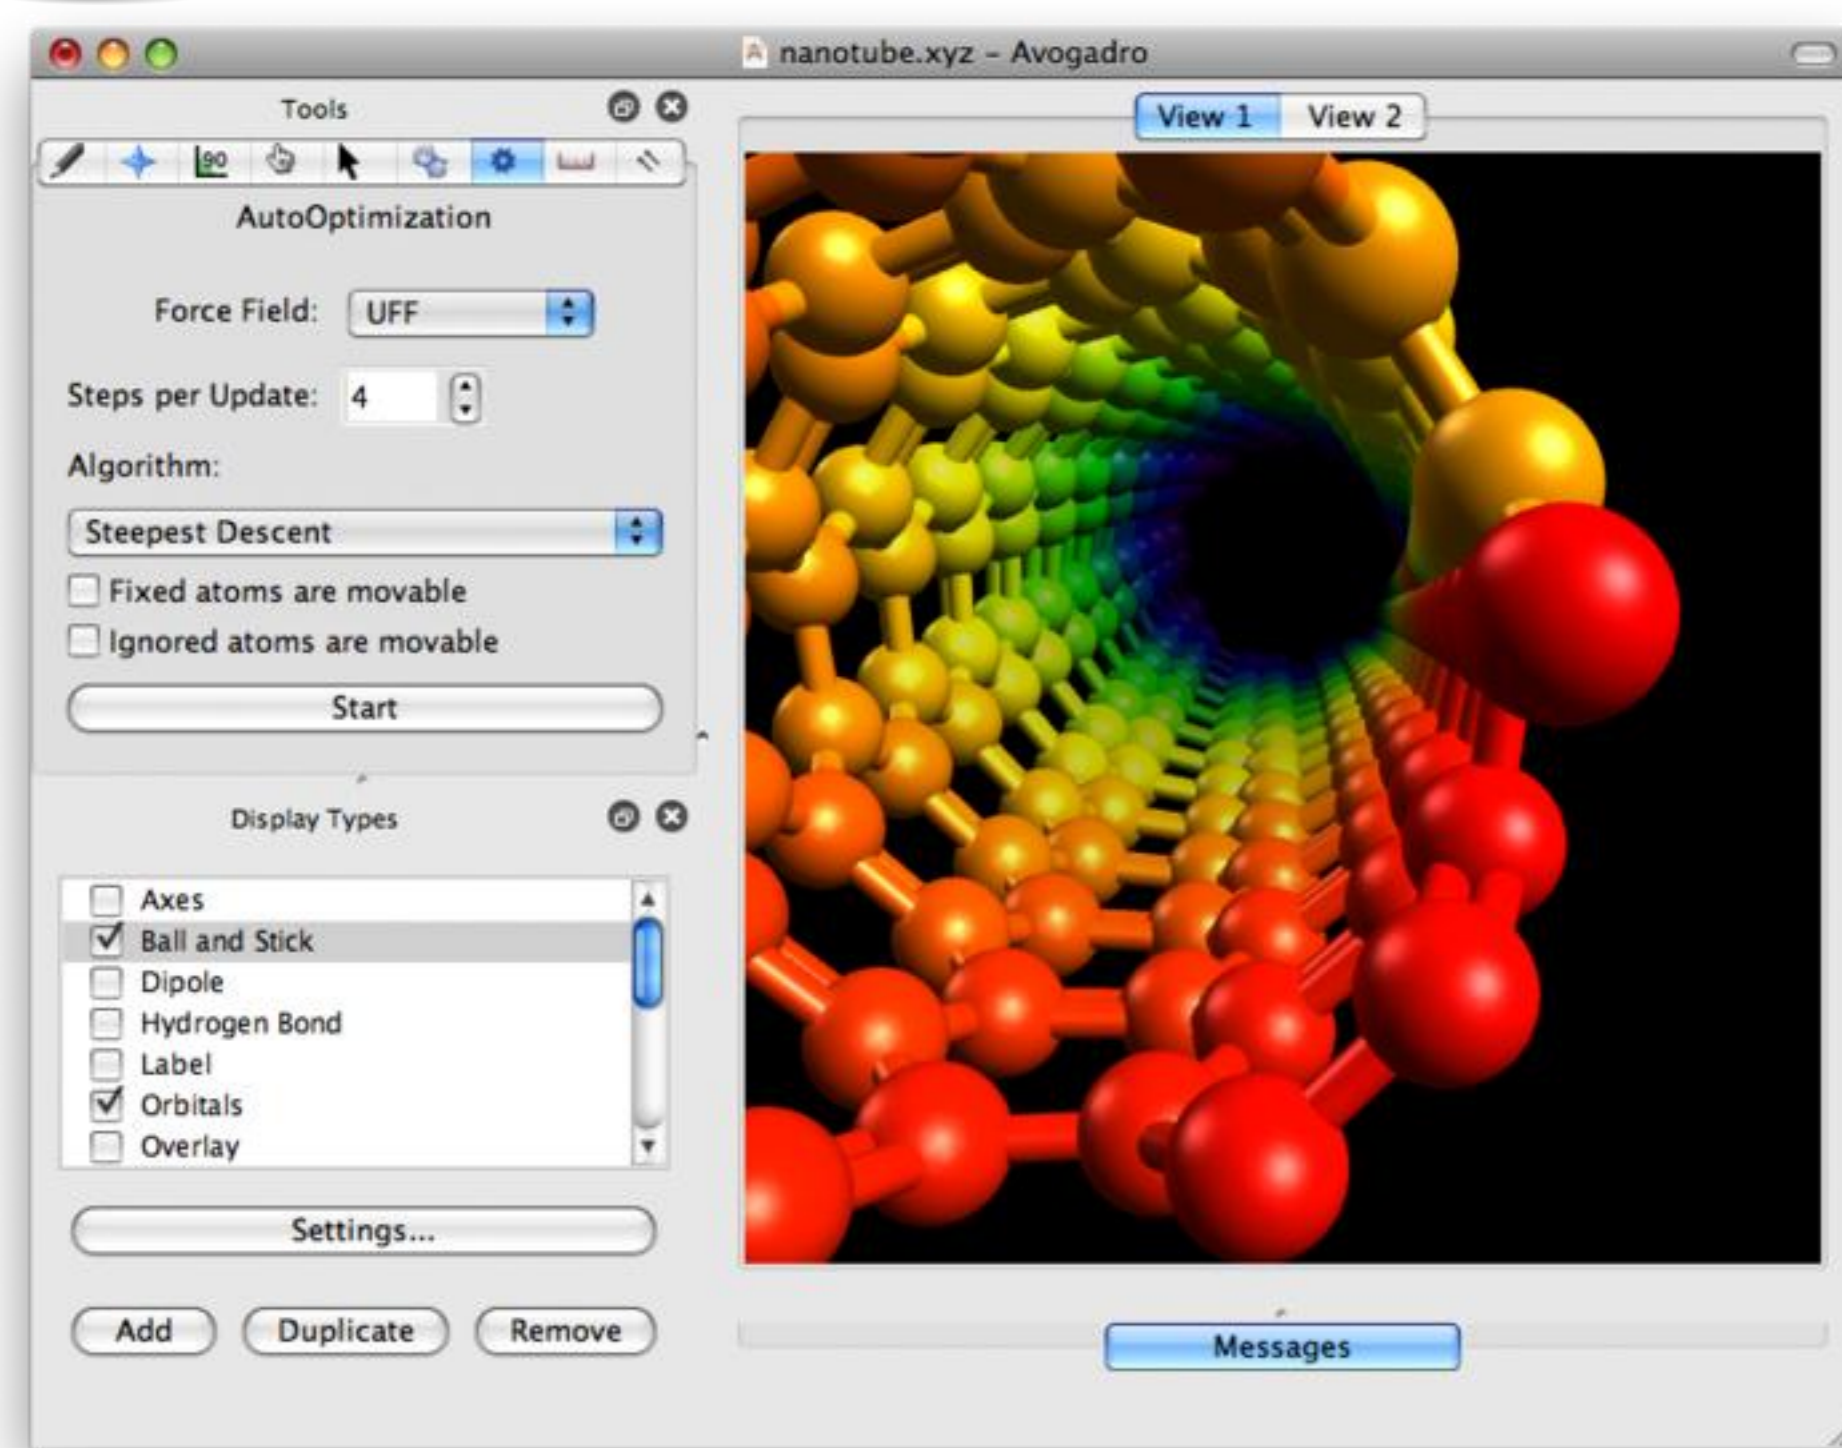 nanotube.xyz – Avogadro
Tools
90
AutoOptimization
Force Field: UFF
Steps per Update: 4
Algorithm:
Steepest Descent
Fixed atoms are movable
Ignored atoms are movable
Start
Display Types
Axes
Ball and Stick
Dipole
Hydrogen Bond
Label
Orbitals
Overlay
Settings...
Add Duplicate Remove
View 1 View 2
Messages